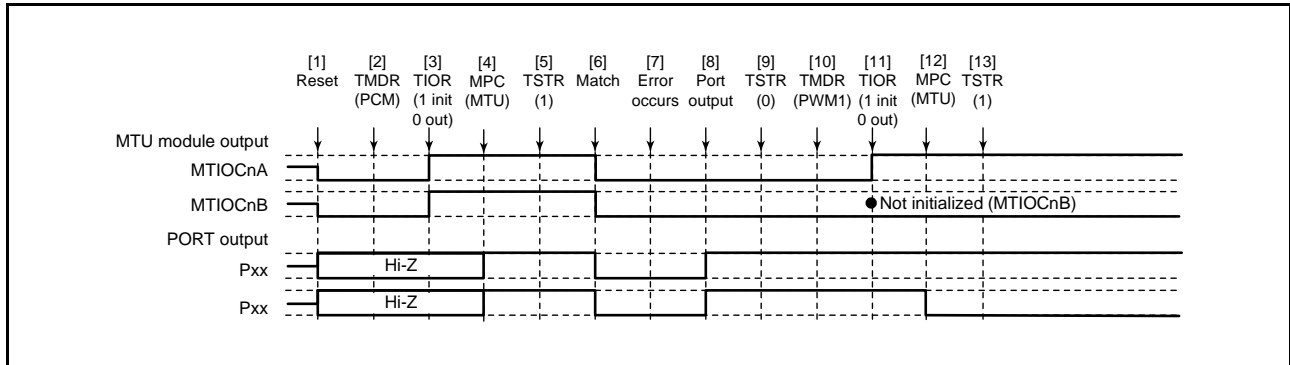 [1] [2] [3] [4] [5] [6] [7] [8] [9] [10] [11] [12] [13]
Reset TMDR TIOR MPC TSTR Match Error Port TSTR TMDR TIOR MPC TSTR
(PCM) (1 init (MTU) (1) occurs output (0) (PWM1) (1 init (MTU) (1)
0 out) 0 out)
MTU module output
MTIOCnA
MTIOCnB
Not initialized (MTIOCnB)
PORT output
Pxx
Hi-Z
Pxx
Hi-Z